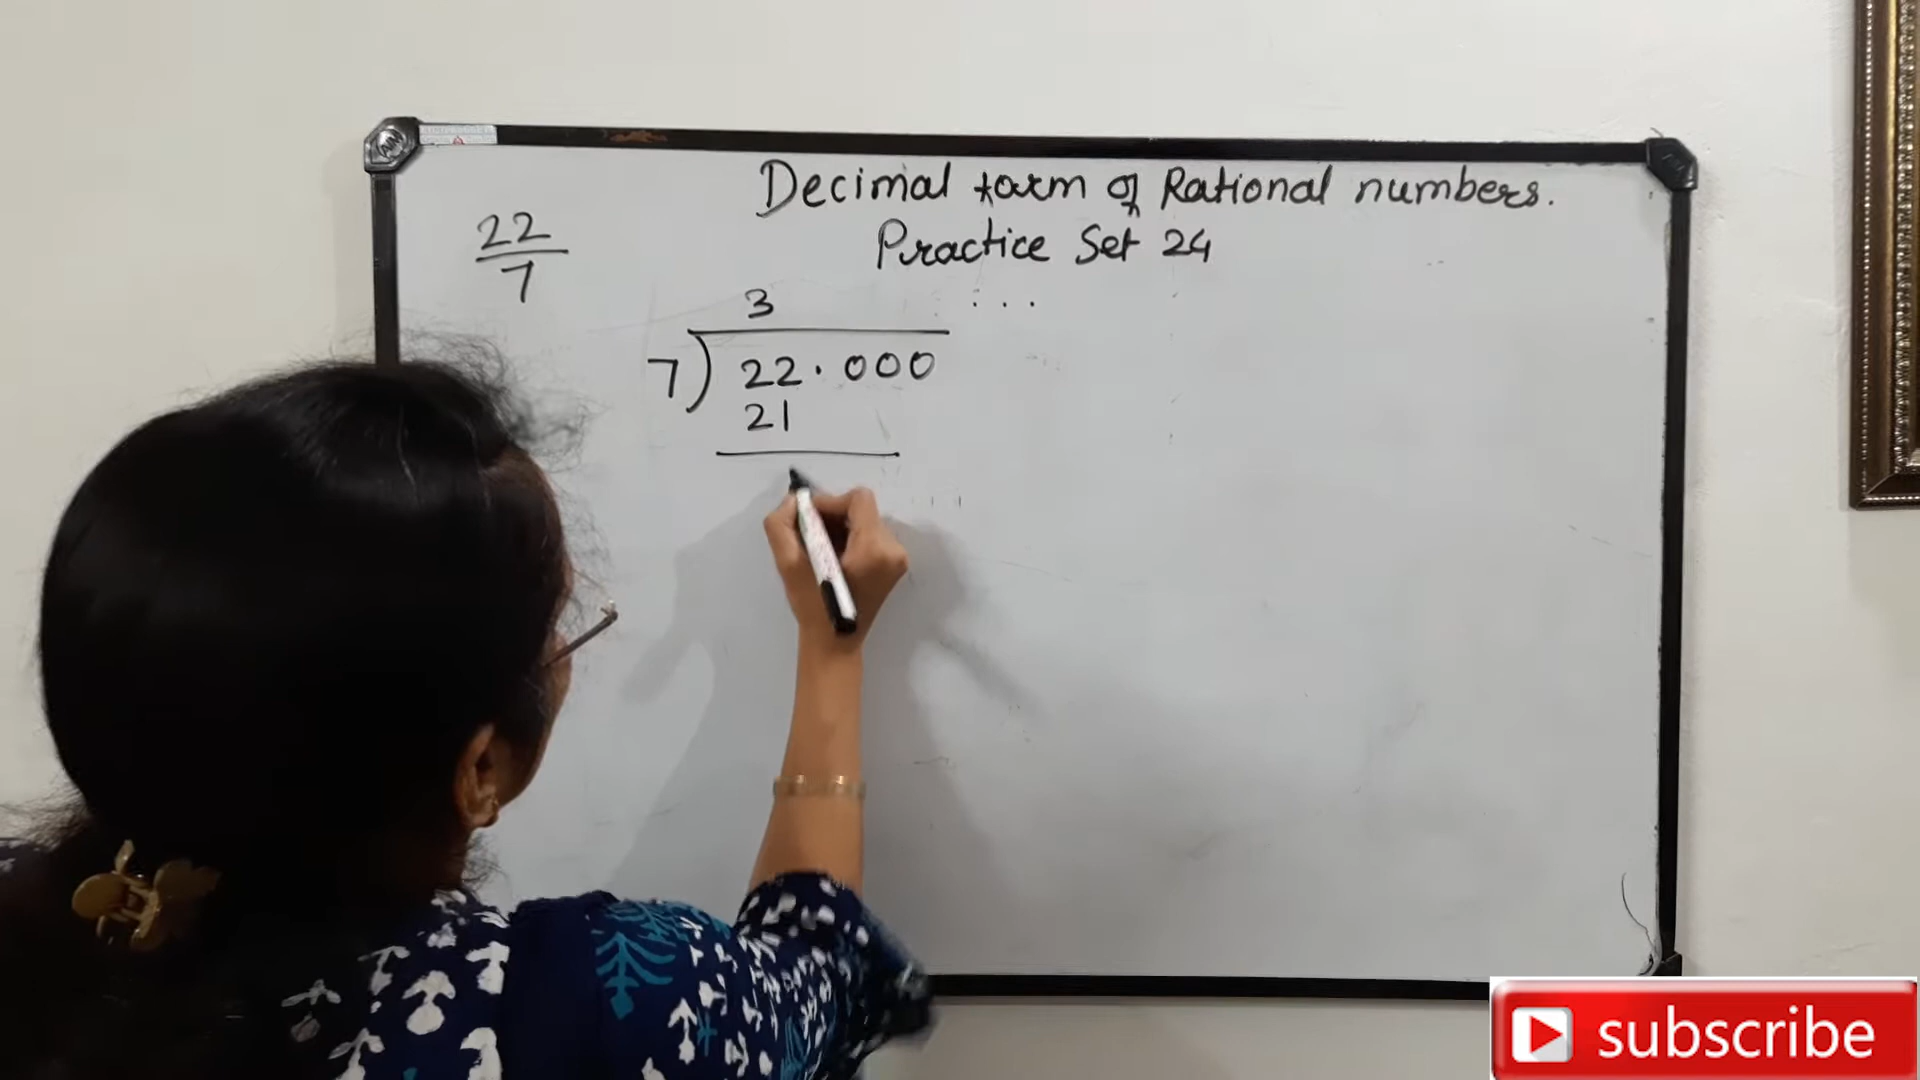 Decimal form of Rational numbers.
Practice Set 24
22
7
3
7) 22.000
21
subscribe